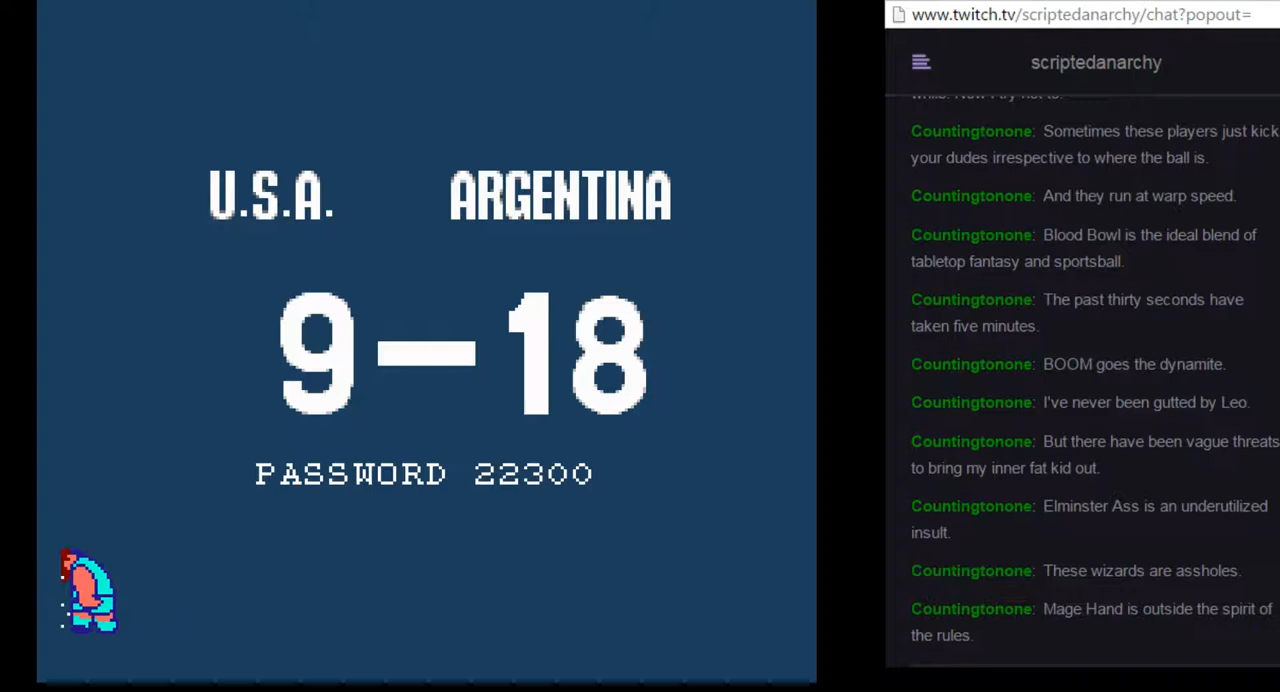 www.twitch.tv/scriptedanarchy/chat?popout=
scriptedanarchy
U.S.A. ARGENTINA
9–18
PASSWORD 22300
Countingtonone: Sometimes these players just kick
your dudes irrespective to where the ball is.
Countingtonone: And they run at warp speed.
Countingtonone: Blood Bowl is the ideal blend of
tabletop fantasy and sportsball.
Countingtonone: The past thirty seconds have
taken five minutes.
Countingtonone: BOOM goes the dynamite.
Countingtonone: I've never been gutted by Leo.
Countingtonone: But there have been vague threats
to bring my inner fat kid out.
Countingtonone: Elminster Ass is an underutilized
insult.
Countingtonone: These wizards are assholes.
Countingtonone: Mage Hand is outside the spirit of
the rules.